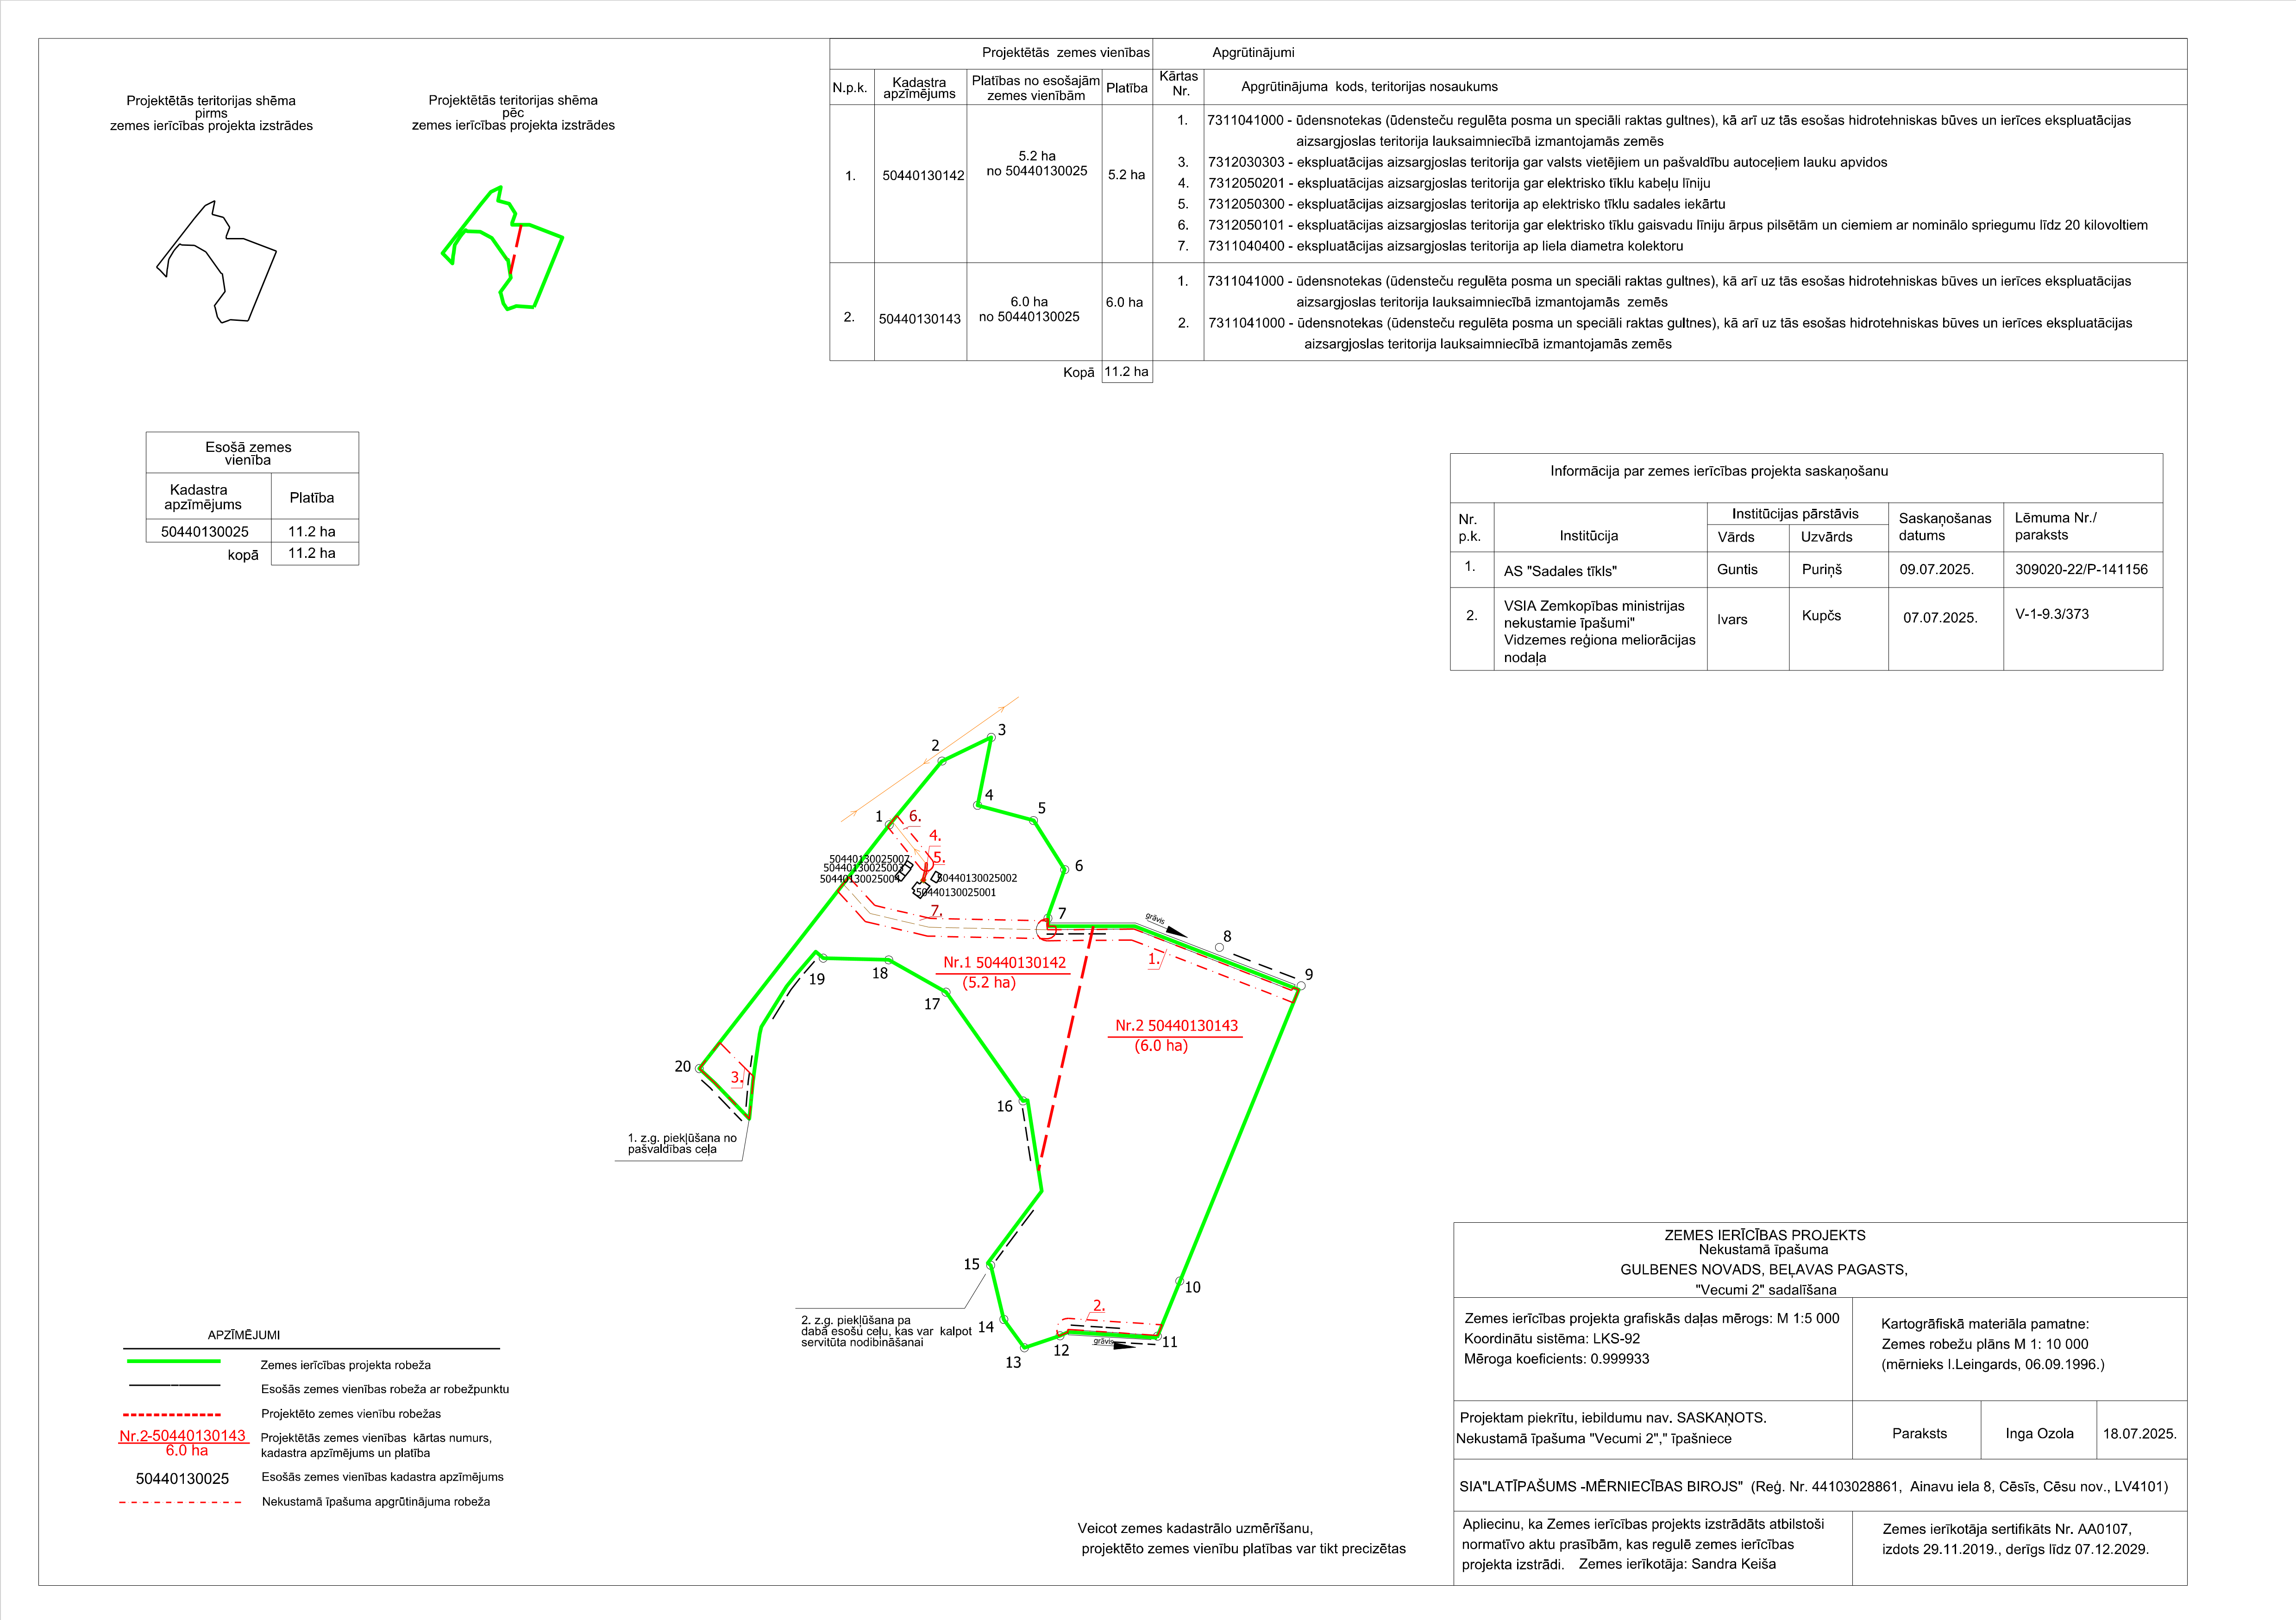 Projektētās teritorijas shēma
pirms
zemes ierīcības projekta izstrādes
Projektētās teritorijas shēma
pēc
zemes ierīcības projekta izstrādes
Projektētās zemes vienības
Apgrūtinājumi
N.p.k.
Kadastra
apzīmējums
Platības no esošajām
zemes vienībām
Platība
Kārtas
Nr.
Apgrūtinājuma kods, teritorijas nosaukums
1.
50440130142
5.2 ha
no 50440130025
5.2 ha
1. 7311041000 - ūdensnotekas (ūdensteču regulēta posma un speciāli raktas gultnes), kā arī uz tās esošas hidrotehniskas būves un ierīces ekspluatācijas
aizsargjoslas teritorija lauksaimniecībā izmantojamās zemēs
3. 7312030303 - ekspluatācijas aizsargjoslas teritorija gar valsts vietējiem un pašvaldību autoceļiem lauku apvidos
4. 7312050201 - ekspluatācijas aizsargjoslas teritorija gar elektrisko tīklu kabeļu līniju
5. 7312050300 - ekspluatācijas aizsargjoslas teritorija ap elektrisko tīklu sadales iekārtu
6. 7312050101 - ekspluatācijas aizsargjoslas teritorija gar elektrisko tīklu gaisvadu līniju ārpus pilsētām un ciemiem ar nominālo spriegumu līdz 20 kilovoltiem
7. 7311040400 - ekspluatācijas aizsargjoslas teritorija ap liela diametra kolektoru
2.
50440130143
6.0 ha
no 50440130025
6.0 ha
1. 7311041000 - ūdensnotekas (ūdensteču regulēta posma un speciāli raktas gultnes), kā arī uz tās esošas hidrotehniskas būves un ierīces ekspluatācijas
aizsargjoslas teritorija lauksaimniecībā izmantojamās zemēs
2. 7311041000 - ūdensnotekas (ūdensteču regulēta posma un speciāli raktas gultnes), kā arī uz tās esošas hidrotehniskas būves un ierīces ekspluatācijas
aizsargjoslas teritorija lauksaimniecībā izmantojamās zemēs
Kopā 11.2 ha
Esošā zemes
vienība
Kadastra
apzīmējums
Platība
50440130025 11.2 ha
kopā 11.2 ha
Informācija par zemes ierīcības projekta saskaņošanu
Nr.
p.k.
Institūcija
Institūcijas pārstāvis
Vārds
Uzvārds
Saskaņošanas
datums
Lēmuma Nr./
paraksts
1. AS "Sadales tīkls" Guntis Puriņš 09.07.2025. 309020-22/P-141156
2.
VSIA Zemkopības ministrijas
nekustamie īpašumi"
Vidzemes reģiona meliorācijas
nodaļa
Ivars Kupčs 07.07.2025. V-1-9.3/373
3
2
4
5
1
6.
4.
5.
50440130025007
50440130025003
50440130025004
50440130025002
50440130025001
6
7.
7
grāvis
8
1.
9
19
18
17
Nr.1 50440130142
(5.2 ha)
Nr.2 50440130143
(6.0 ha)
20
3.
16
1. z.g. piekļūšana no
pašvaldības ceļa
15
10
2.
14
13
12
grāvis
11
2. z.g. piekļūšana pa
dabā esošu ceļu, kas var kalpot
servitūta nodibināšanai
APZĪMĒJUMI
Zemes ierīcības projekta robeža
Esošās zemes vienības robeža ar robežpunktu
Projektēto zemes vienību robežas
Nr.2-50440130143
6.0 ha
Projektētās zemes vienības kārtas numurs,
kadastra apzīmējums un platība
50440130025 Esošās zemes vienības kadastra apzīmējums
Nekustamā īpašuma apgrūtinājuma robeža
Veicot zemes kadastrālo uzmērīšanu,
projektēto zemes vienību platības var tikt precizētas
ZEMES IERĪCĪBAS PROJEKTS
Nekustamā īpašuma
GULBENES NOVADS, BEĻAVAS PAGASTS,
"Vecumi 2" sadalīšana
Zemes ierīcības projekta grafiskās daļas mērogs: M 1:5 000
Koordinātu sistēma: LKS-92
Mēroga koeficients: 0.999933
Kartogrāfiskā materiāla pamatne:
Zemes robežu plāns M 1: 10 000
(mērnieks I.Leingards, 06.09.1996.)
Projektam piekrītu, iebildumu nav. SASKAŅOTS.
Nekustamā īpašuma "Vecumi 2"," īpašniece
Paraksts
Inga Ozola
18.07.2025.
SIA"LATĪPAŠUMS -MĒRNIECĪBAS BIROJS" (Reģ. Nr. 44103028861, Ainavu iela 8, Cēsīs, Cēsu nov., LV4101)
Apliecinu, ka Zemes ierīcības projekts izstrādāts atbilstoši
normatīvo aktu prasībām, kas regulē zemes ierīcības
projekta izstrādi. Zemes ierīkotāja: Sandra Keiša
Zemes ierīkotāja sertifikāts Nr. AA0107,
izdots 29.11.2019., derīgs līdz 07.12.2029.